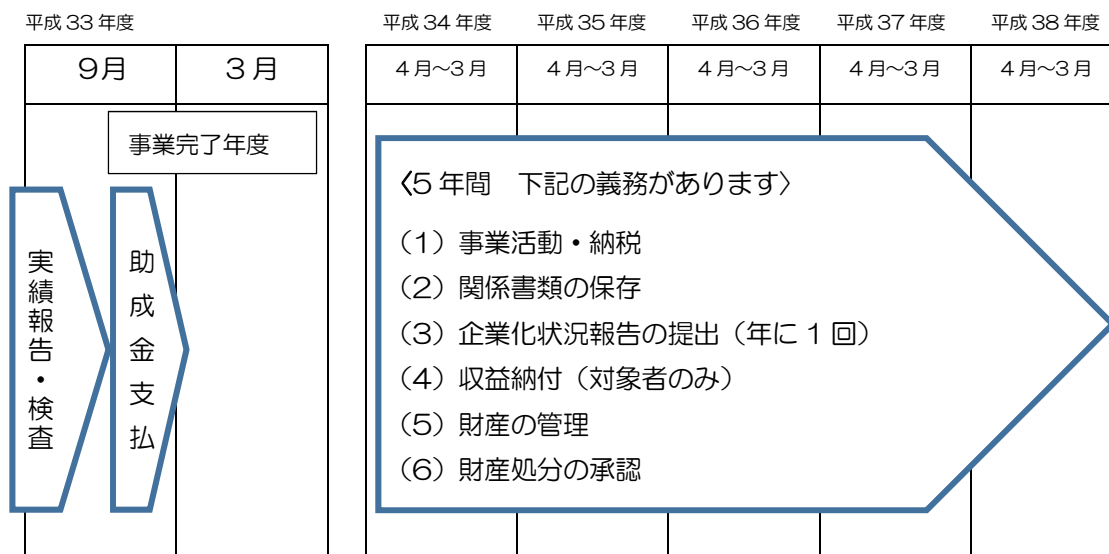 平成33年度
平成34年度
平成35年度
平成36年度
平成37年度
平成38年度
9月
3月
4月～3月
4月～3月
4月～3月
4月～3月
4月～3月
事業完了年度
実績報告・検査
助成金支払
〈5年間　下記の義務があります〉
（1）事業活動・納税
（2）関係書類の保存
（3）企業化状況報告の提出（年に1回）
（4）収益納付（対象者のみ）
（5）財産の管理
（6）財産処分の承認